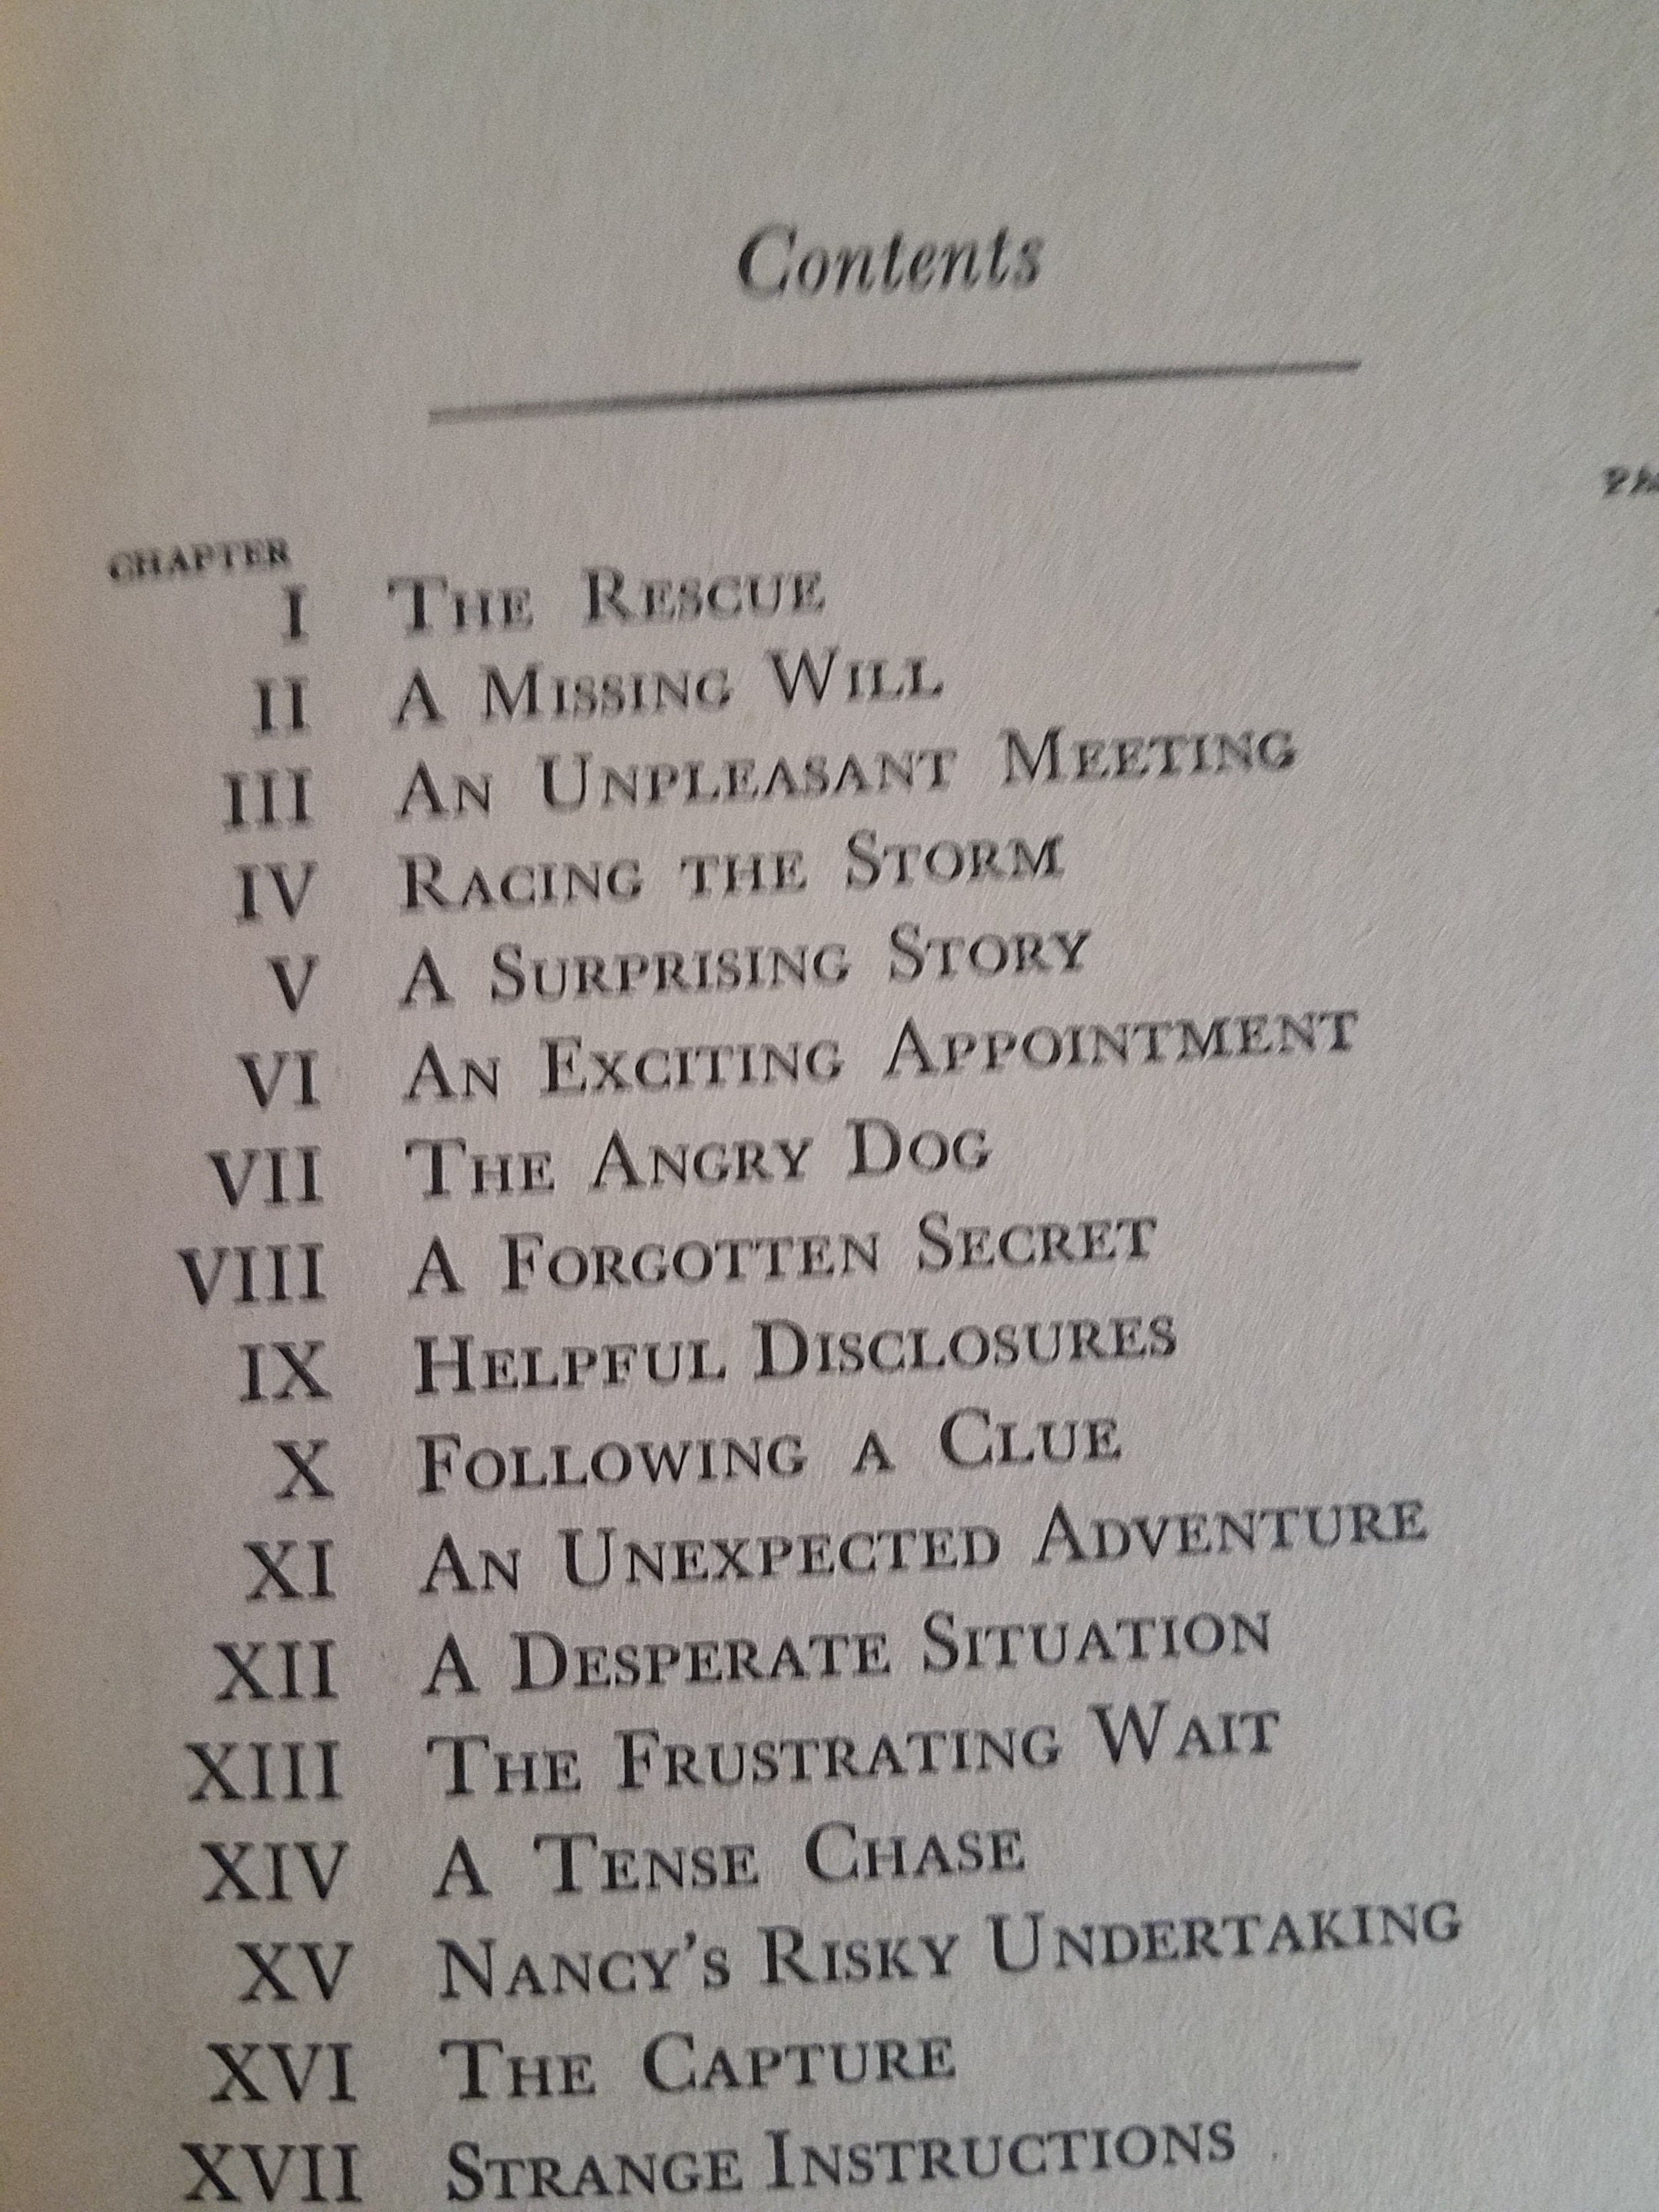 Contents
CHAPTER
I The Rescue
II A Missing Will
III An Unpleasant Meeting
IV Racing the Storm
V A Surprising Story
VI An Exciting Appointment
VII The Angry Dog
VIII A Forgotten Secret
IX Helpful Disclosures
X Following a Clue
XI An Unexpected Adventure
XII A Desperate Situation
XIII The Frustrating Wait
XIV A Tense Chase
XV Nancy's Risky Undertaking
XVI The Capture
XVII Strange Instructions